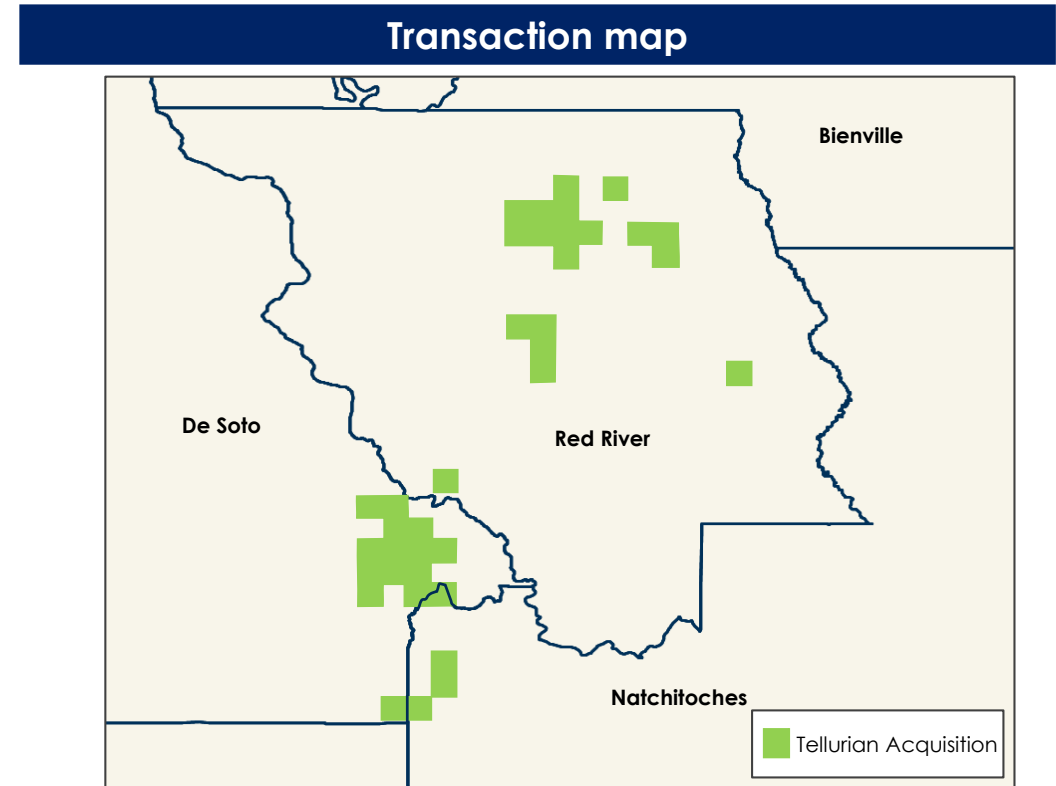 Transaction map
Bienville
De Soto
Red River
Natchitoches
Tellurian Acquisition